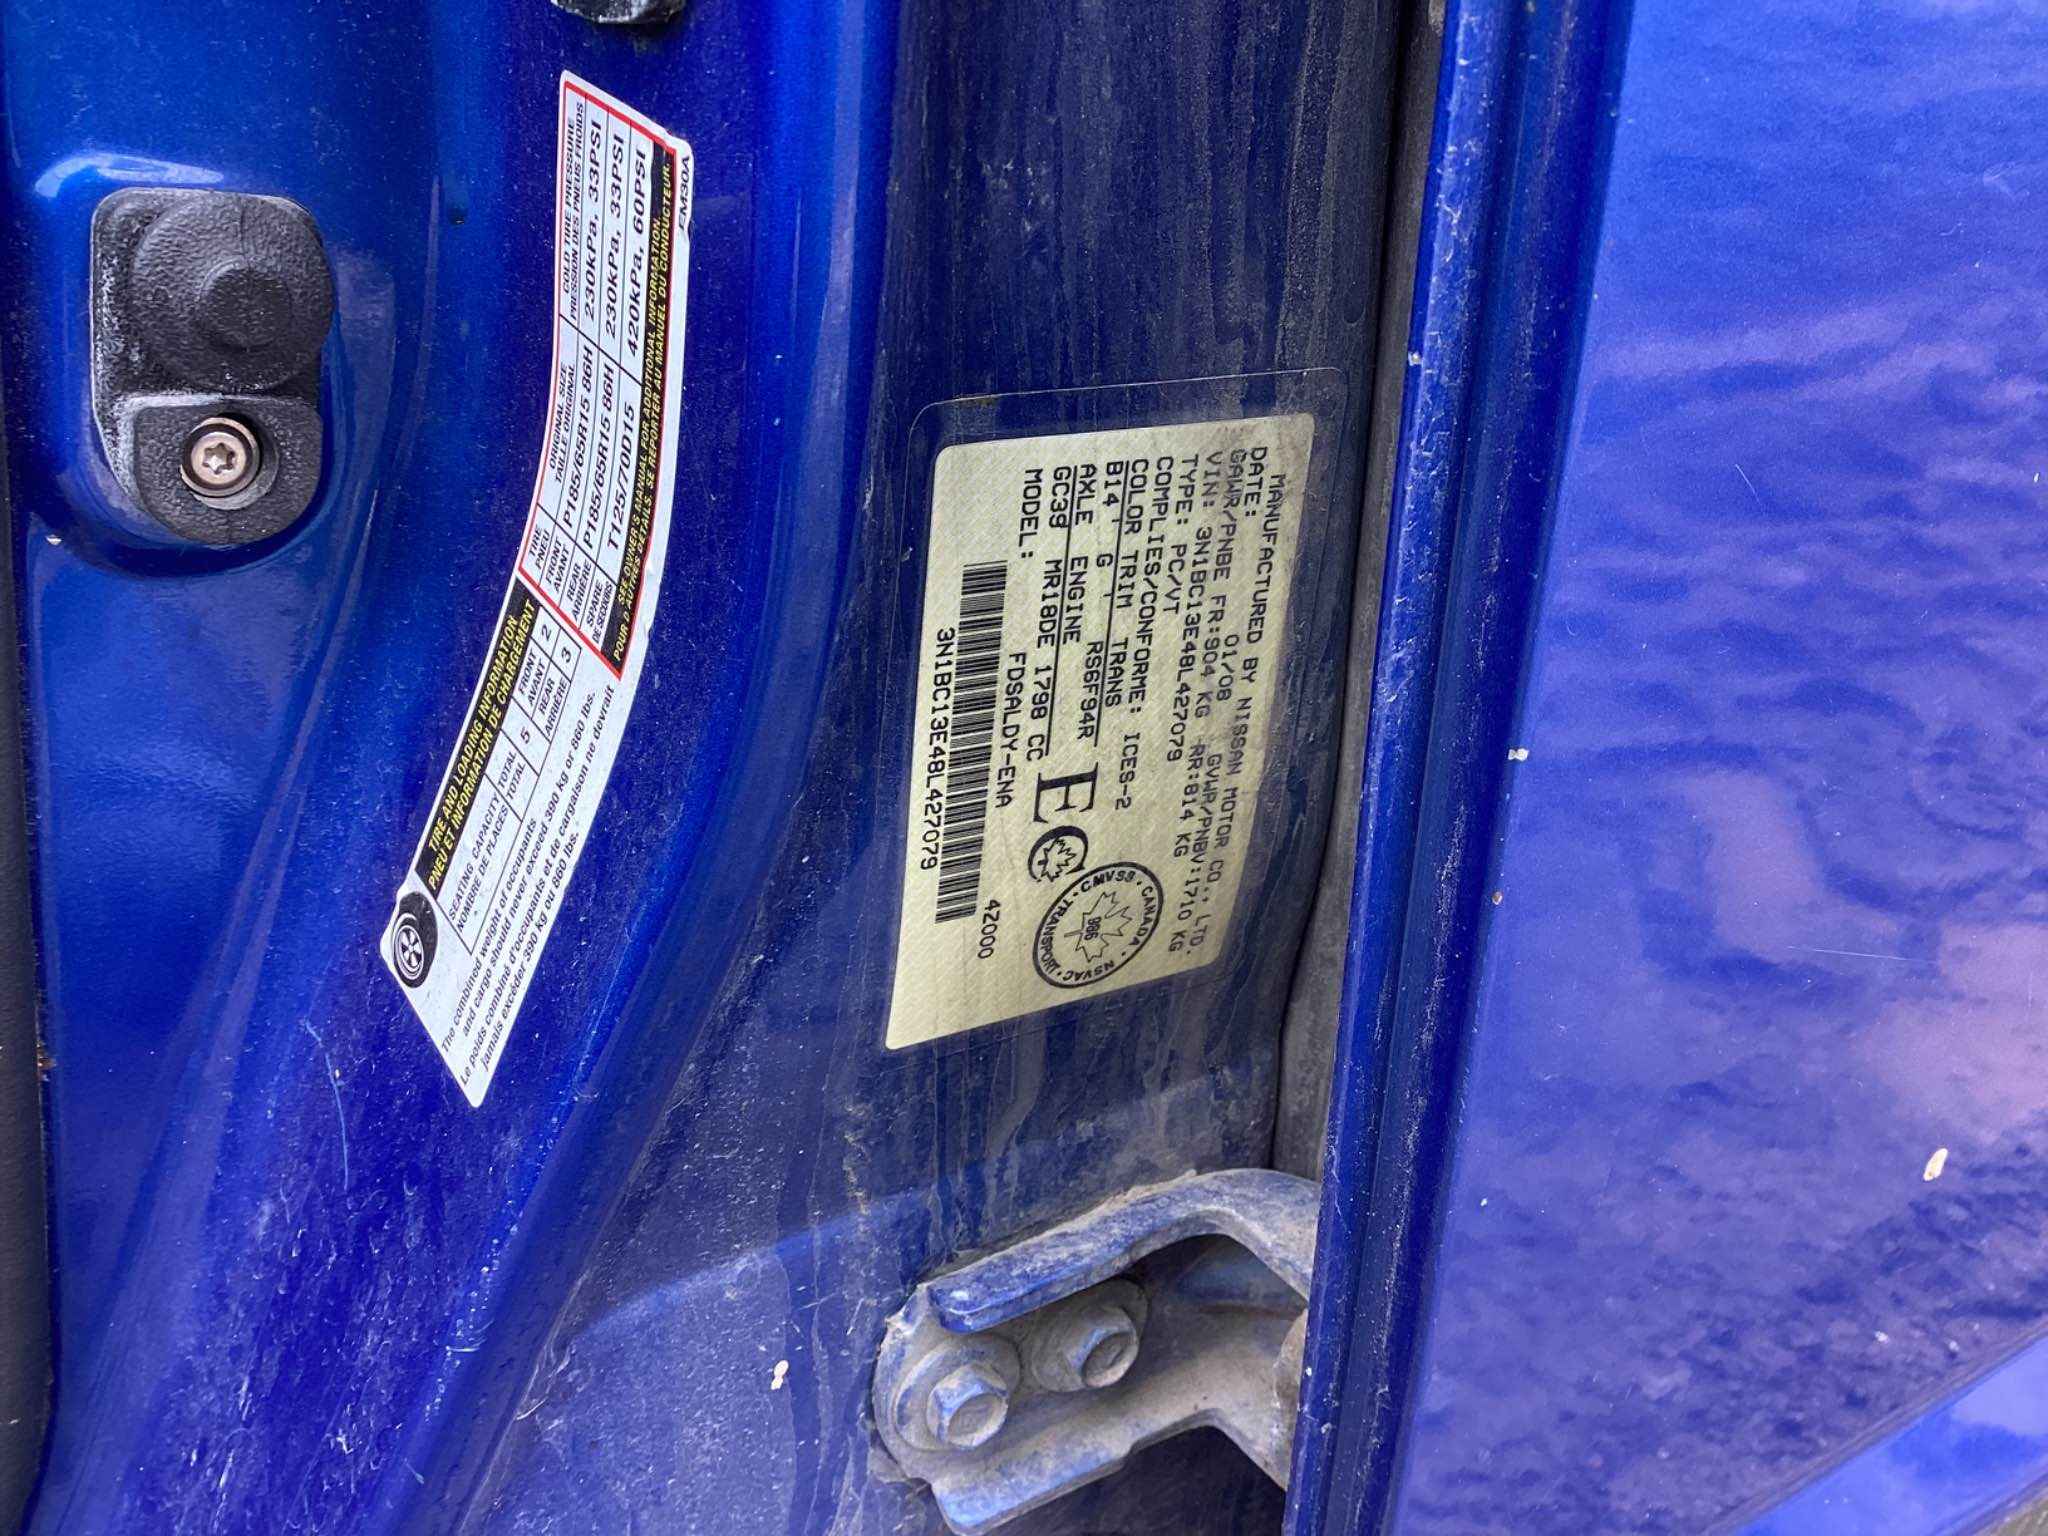 TIRE AND LOADING INFORMATION
PNEU ET INFORMATION DE CHARGEMENT
SEATING CAPACITY TOTAL 5 FRONT 2 REAR 3
NOMBRE DE PLACES TOTAL AVANT ARRIÈRE
The combined weight of occupants
and cargo should never exceed 390 kg or 860 lbs.
Le poids combiné d'occupants et de cargaison ne devrait
jamais excéder 390 kg ou 860 lbs.
TIRE ORIGINAL SIZE COLD TIRE PRESSURE
PNEU TAILLE ORIGINAL PRESSION DES PNEUS FROIDS
FRONT
AVANT P185/65R15 86H 230kPa, 33PSI
REAR
ARRIÈRE P185/65R15 86H 230kPa, 33PSI
SPARE
DE SECOURS T125/70D15 420kPa, 60PSI
SEE OWNER'S MANUAL FOR ADDITIONAL INFORMATION.
POUR D'AUTRES DÉTAILS, SE REPORTER AU MANUEL DU CONDUCTEUR.
EM30A
MANUFACTURED BY NISSAN MOTOR CO., LTD.
DATE: 01/08 GVWR/PNBV:1710 KG
GAWR/PNBE FR:904 KG RR:814 KG
VIN: 3N1BC13E48L427079
TYPE: PC/VT
COMPLIES/CONFORME: ICES-2
COLOR TRIM TRANS
B14 G RS6F94R
AXLE ENGINE
GC39 MR18DE 1798 CC
MODEL: FDSALDY-ENA 4Z000
E C
CMVSS · CANADA · NSVAC · TRANSPORT ·
986
3N1BC13E48L427079